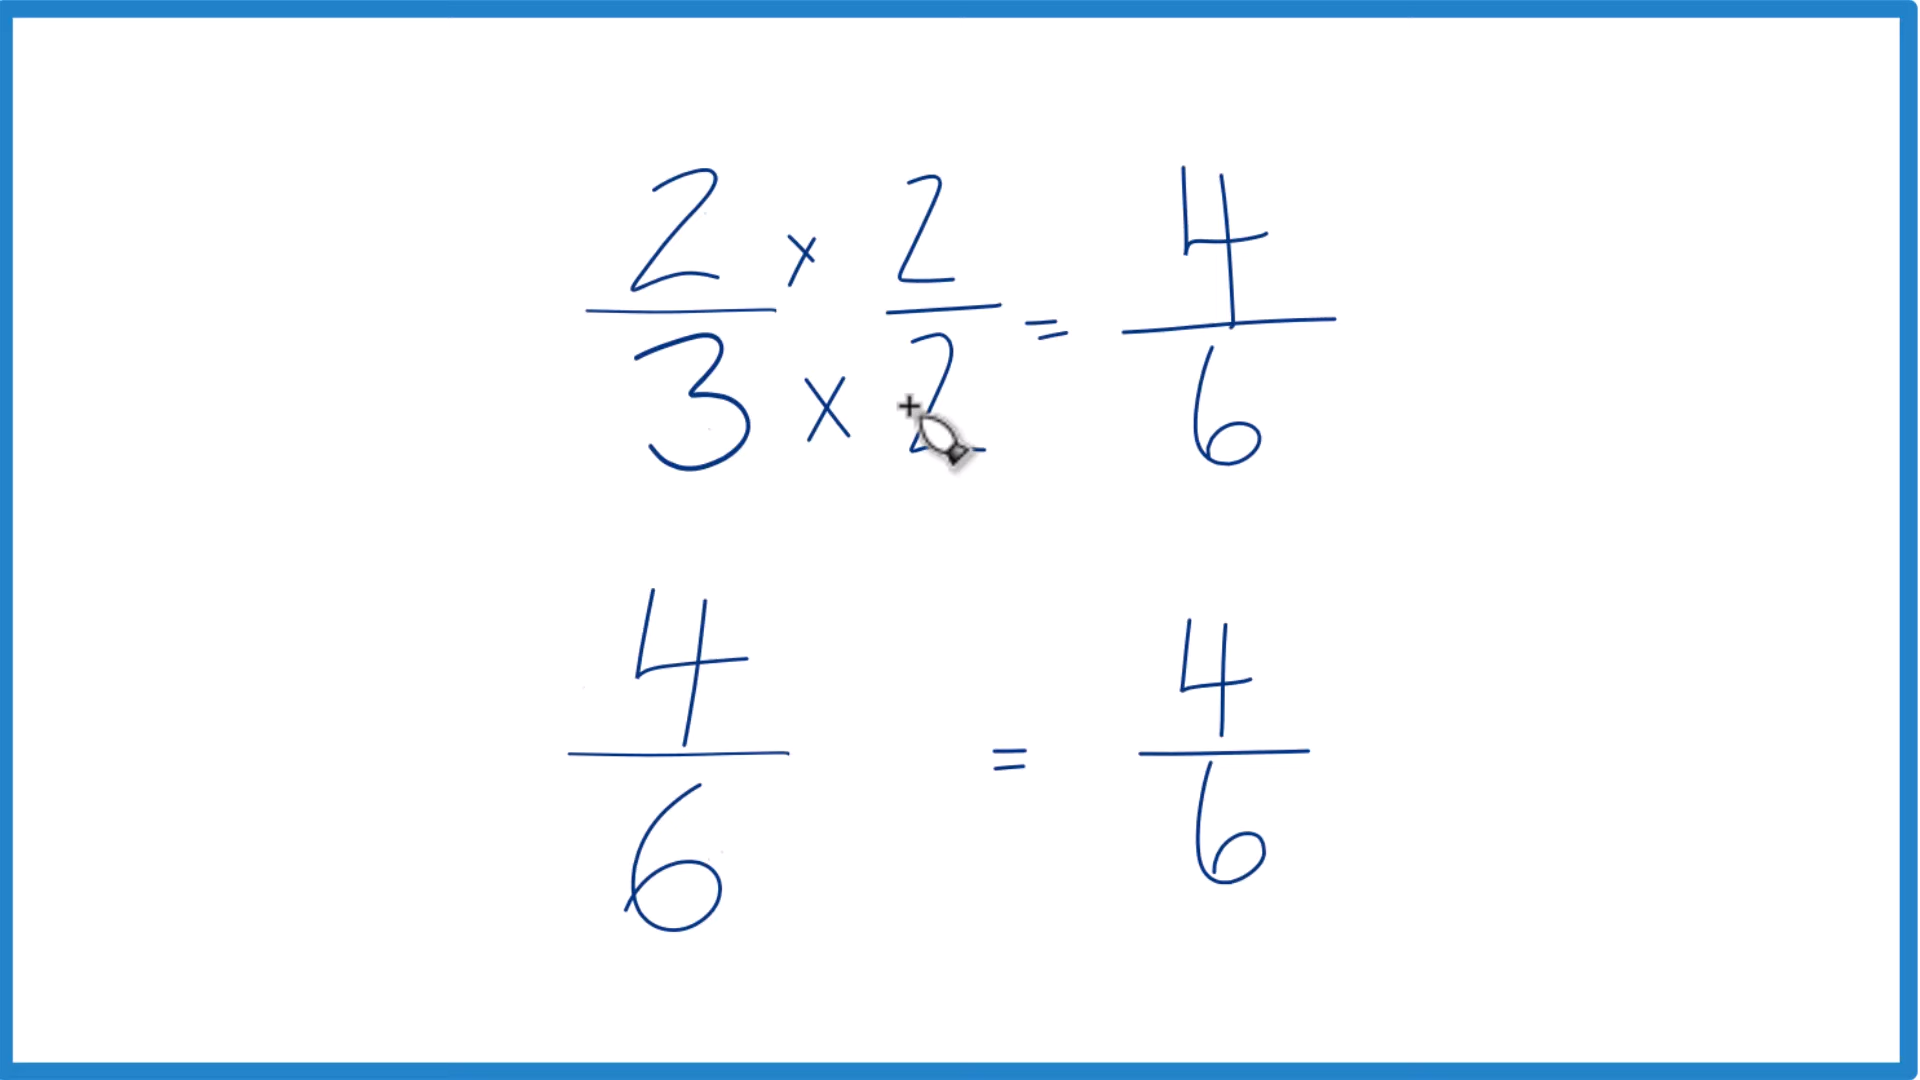 2/3 x 2/2 = 4/6
4/6 = 4/6